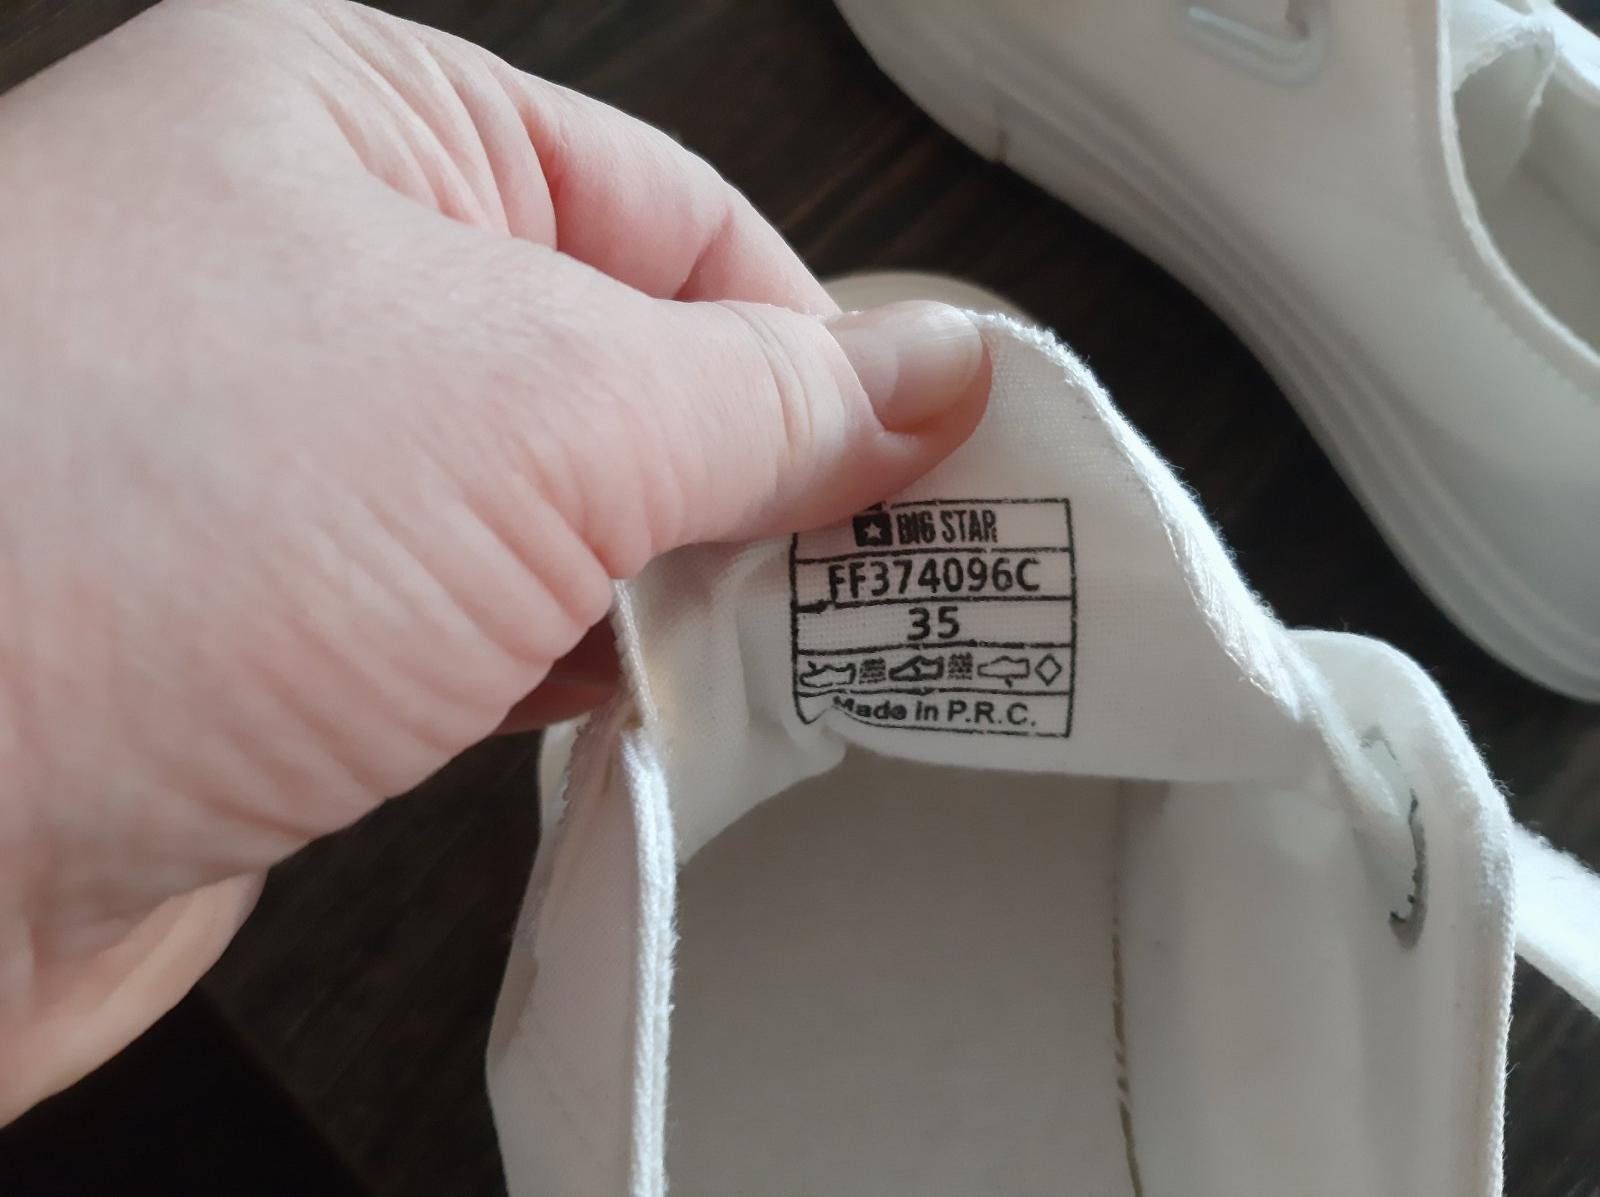 BIG STAR
FF374096C
35
Made in P.R.C.